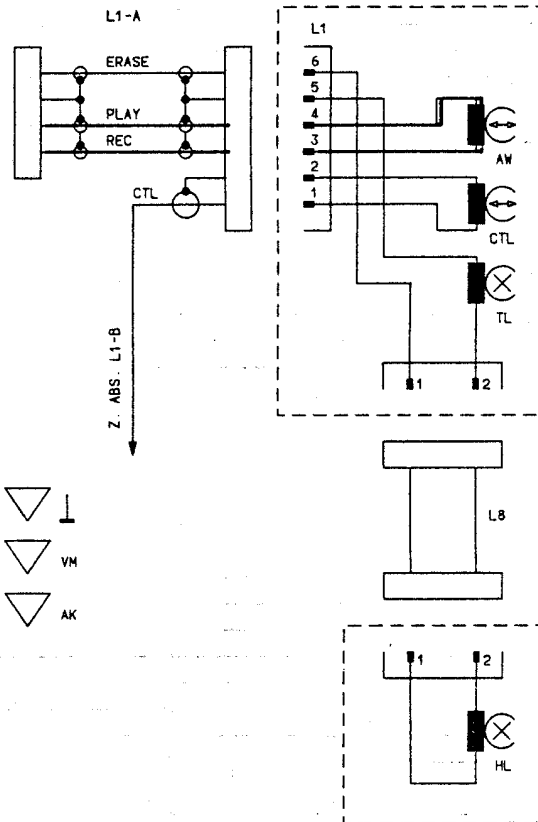 L1-A
L1
ERASE
PLAY
REC
CTL
Z. ABS. L1-B
6
5
4
3
2
1
AW
CTL
TL
1 2
L8
VM
AK
1 2
HL